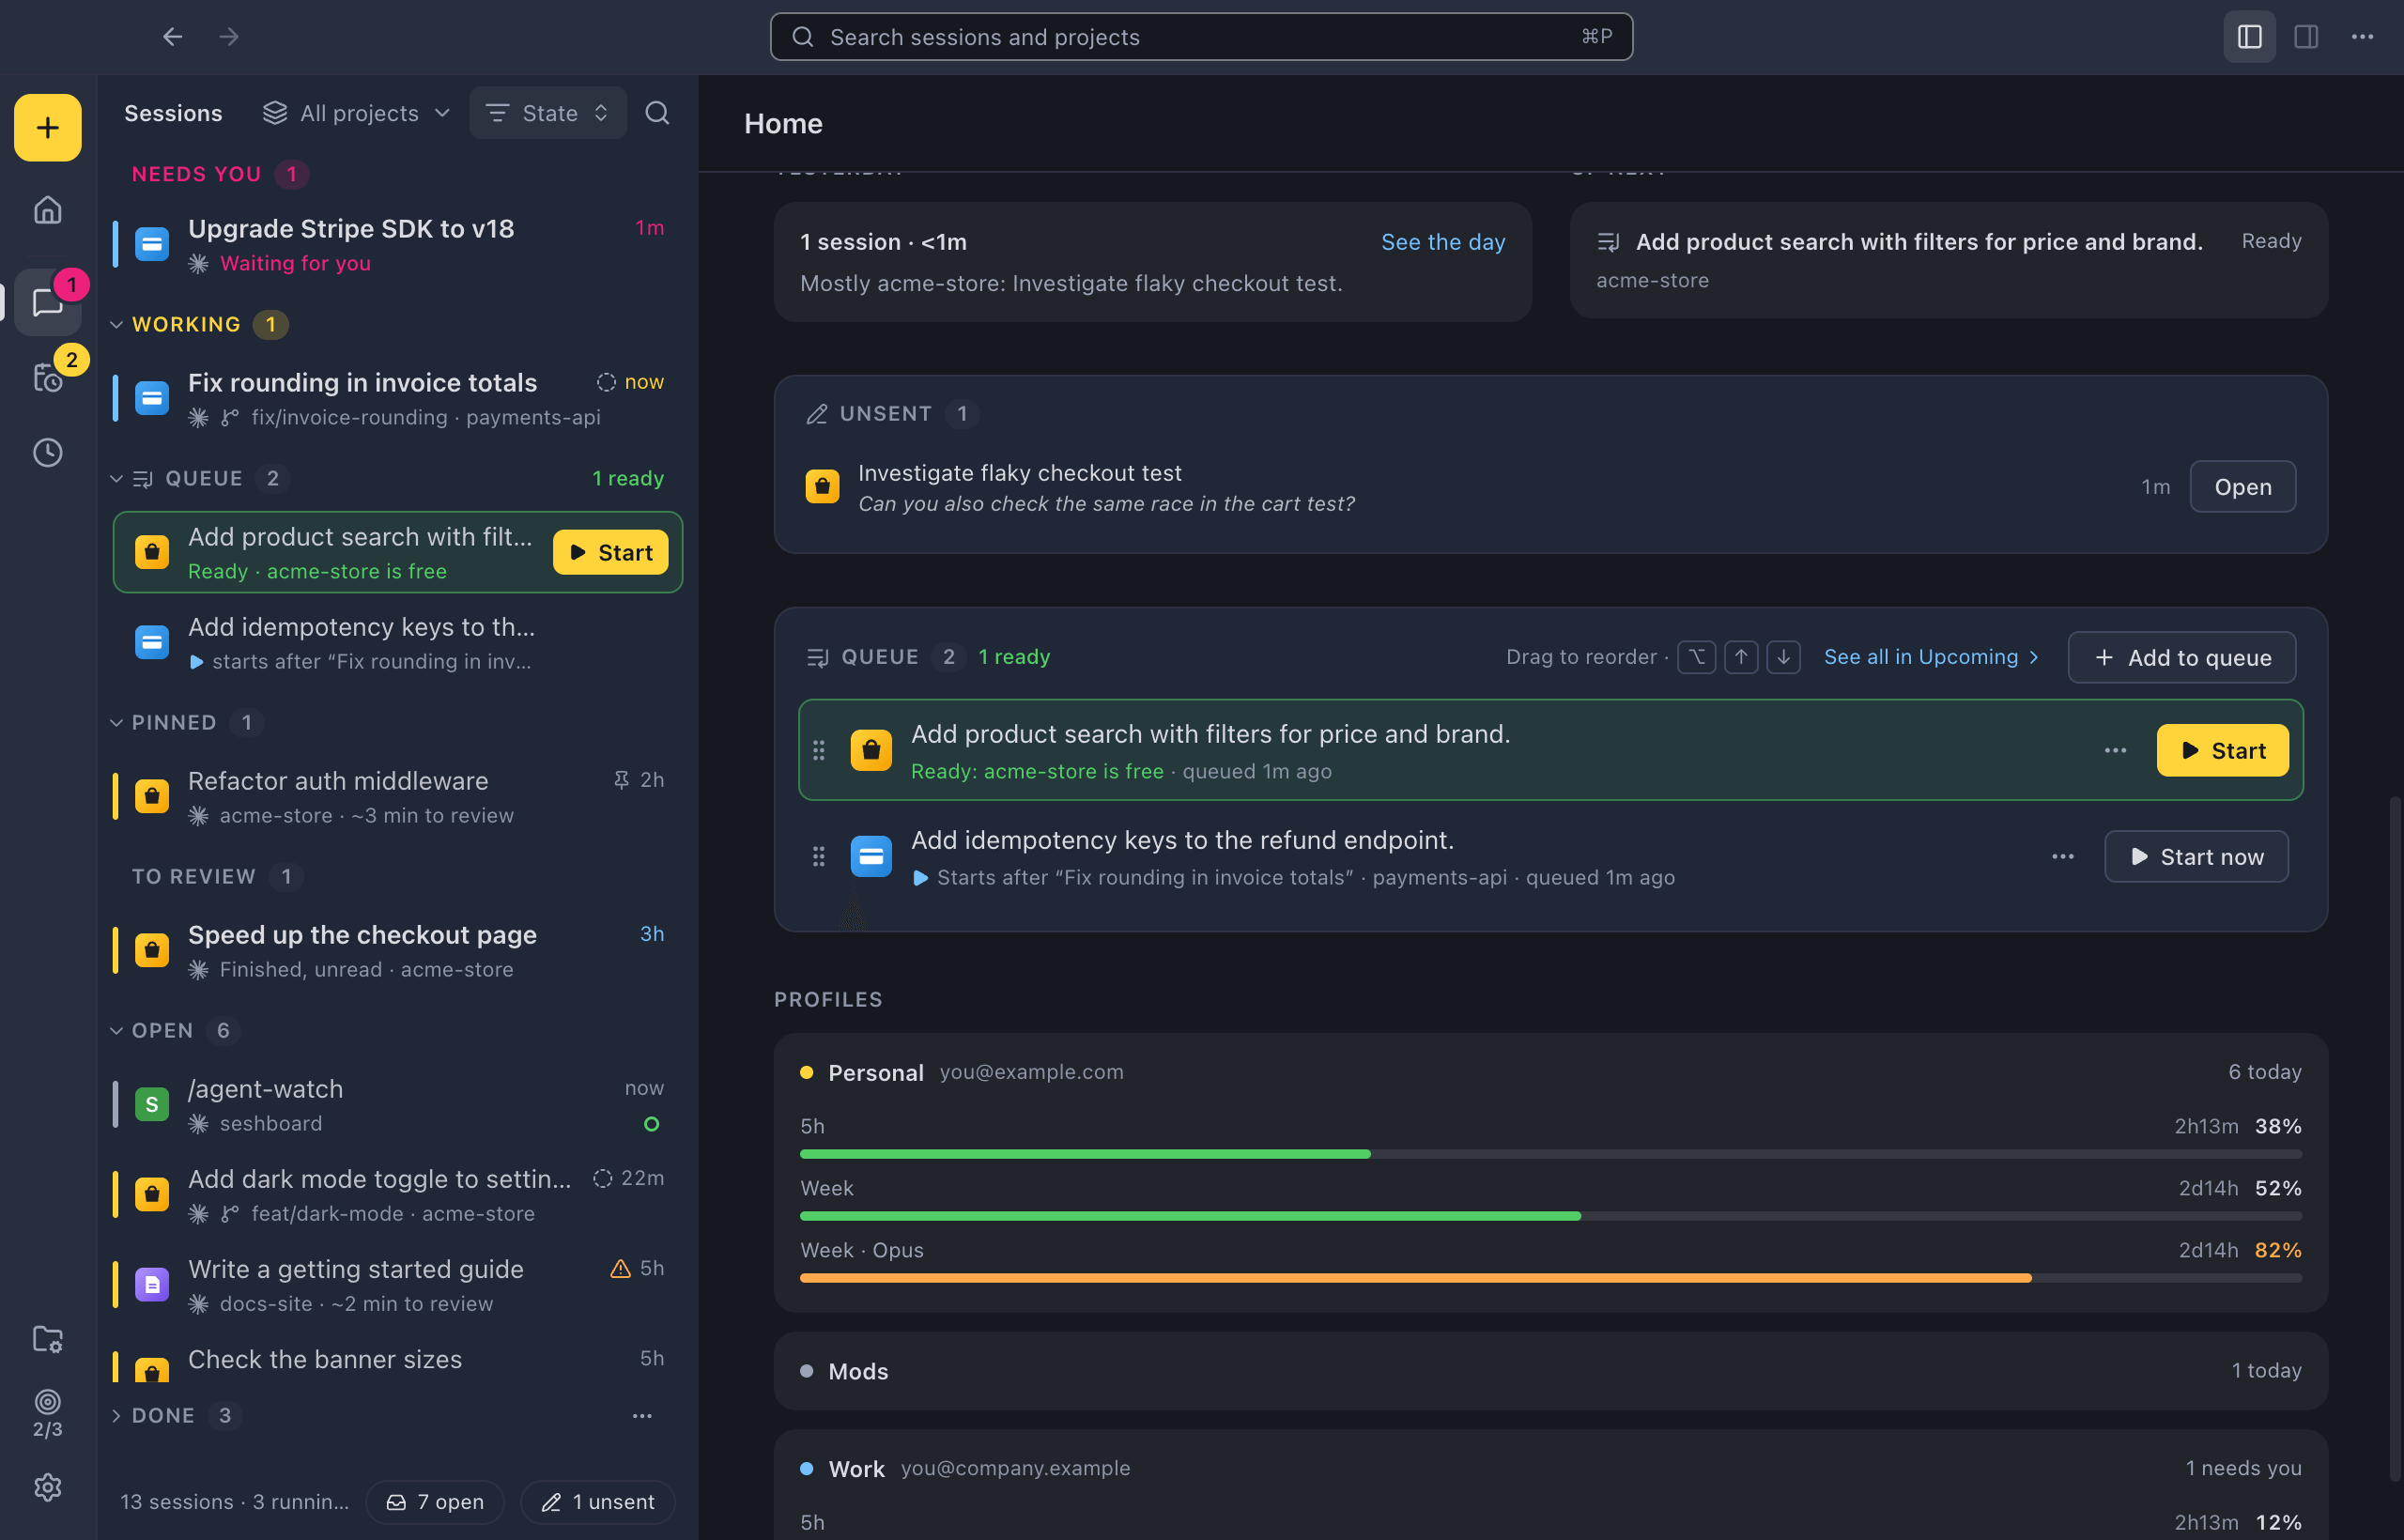 Search sessions and projects ⌘P
Sessions All projects State
NEEDS YOU 1
Upgrade Stripe SDK to v18 1m
Waiting for you
WORKING 1
Fix rounding in invoice totals now
fix/invoice-rounding · payments-api
QUEUE 2 1 ready
Add product search with filt... Start
Ready · acme-store is free
Add idempotency keys to th...
starts after “Fix rounding in inv...
PINNED 1
Refactor auth middleware 2h
acme-store · ~3 min to review
TO REVIEW 1
Speed up the checkout page 3h
Finished, unread · acme-store
OPEN 6
S /agent-watch now
seshboard
Add dark mode toggle to settin... 22m
feat/dark-mode · acme-store
Write a getting started guide 5h
docs-site · ~2 min to review
Check the banner sizes 5h
DONE 3
13 sessions · 3 runnin... 7 open 1 unsent
1
2
2/3
Home
YESTERDAY UP NEXT
1 session · <1m See the day
Mostly acme-store: Investigate flaky checkout test.
Add product search with filters for price and brand. Ready
acme-store
UNSENT 1
Investigate flaky checkout test
Can you also check the same race in the cart test?
1m Open
QUEUE 2 1 ready Drag to reorder · ⌥ ↑ ↓ See all in Upcoming Add to queue
Add product search with filters for price and brand.
Ready: acme-store is free · queued 1m ago
Start
Add idempotency keys to the refund endpoint.
Starts after “Fix rounding in invoice totals” · payments-api · queued 1m ago
Start now
PROFILES
Personal you@example.com 6 today
5h 2h13m 38%
Week 2d14h 52%
Week · Opus 2d14h 82%
Mods 1 today
Work you@company.example 1 needs you
5h 2h13m 12%